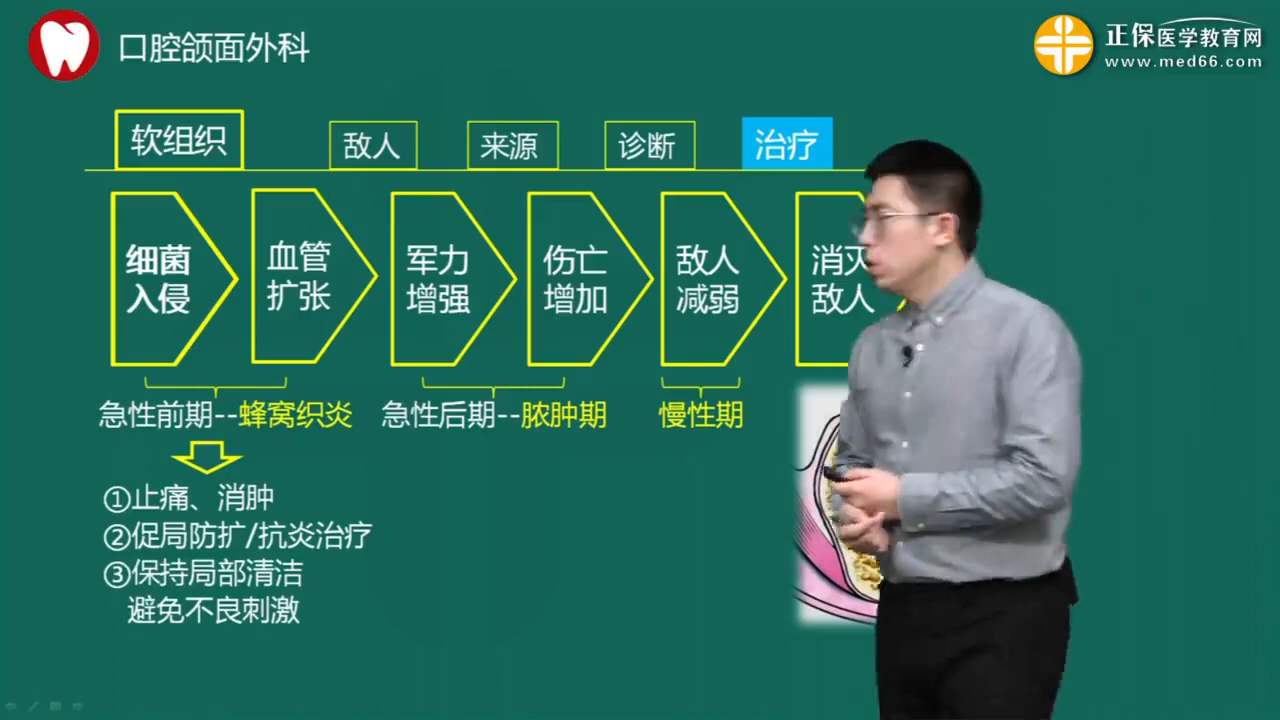 口腔颌面外科
正保医学教育网
www.med66.com
软组织
敌人
来源
诊断
治疗
细菌
入侵
血管
扩张
军力
增强
伤亡
增加
敌人
减弱
消灭
敌人
急性前期--蜂窝织炎
急性后期--脓肿期
慢性期
①止痛、消肿
②促局防扩/抗炎治疗
③保持局部清洁
避免不良刺激